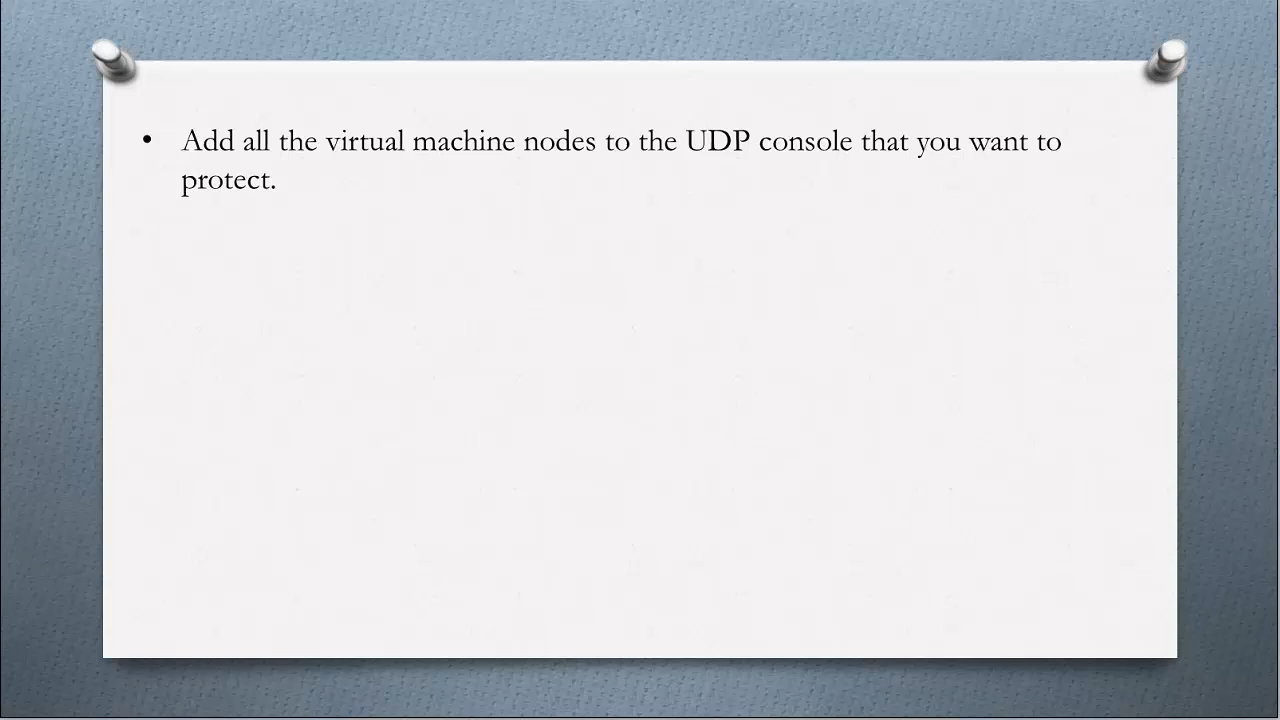 • Add all the virtual machine nodes to the UDP console that you want to
protect.